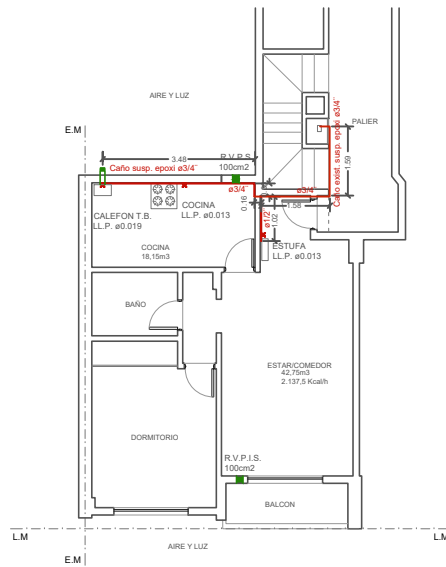 AIRE Y LUZ
PALIER
E.M
3.48
Caño susp. epoxi ø3/4¨
R.V.P.S.
100cm2
Caño exist. susp. epoxi ø3/4¨
1.59
ø3/4¨
ø3/4¨
COCINA
LL.P. ø0.013
CALEFON T.B.
LL.P. ø0.019
0.16
1.58
ø1/2¨
1.02
ESTUFA
LL.P. ø0.013
COCINA
18,15m3
BAÑO
ESTAR/COMEDOR
42,75m3
2.137,5 Kcal/h
DORMITORIO
R.V.P.I.S.
100cm2
BALCON
L.M
L.M
AIRE Y LUZ
E.M